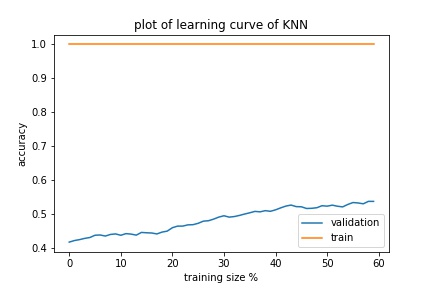 plot of learning curve of KNN
1.0
0.9
0.8
0.7
0.6
0.5
0.4
accuracy
validation
train
0 10 20 30 40 50 60
training size %